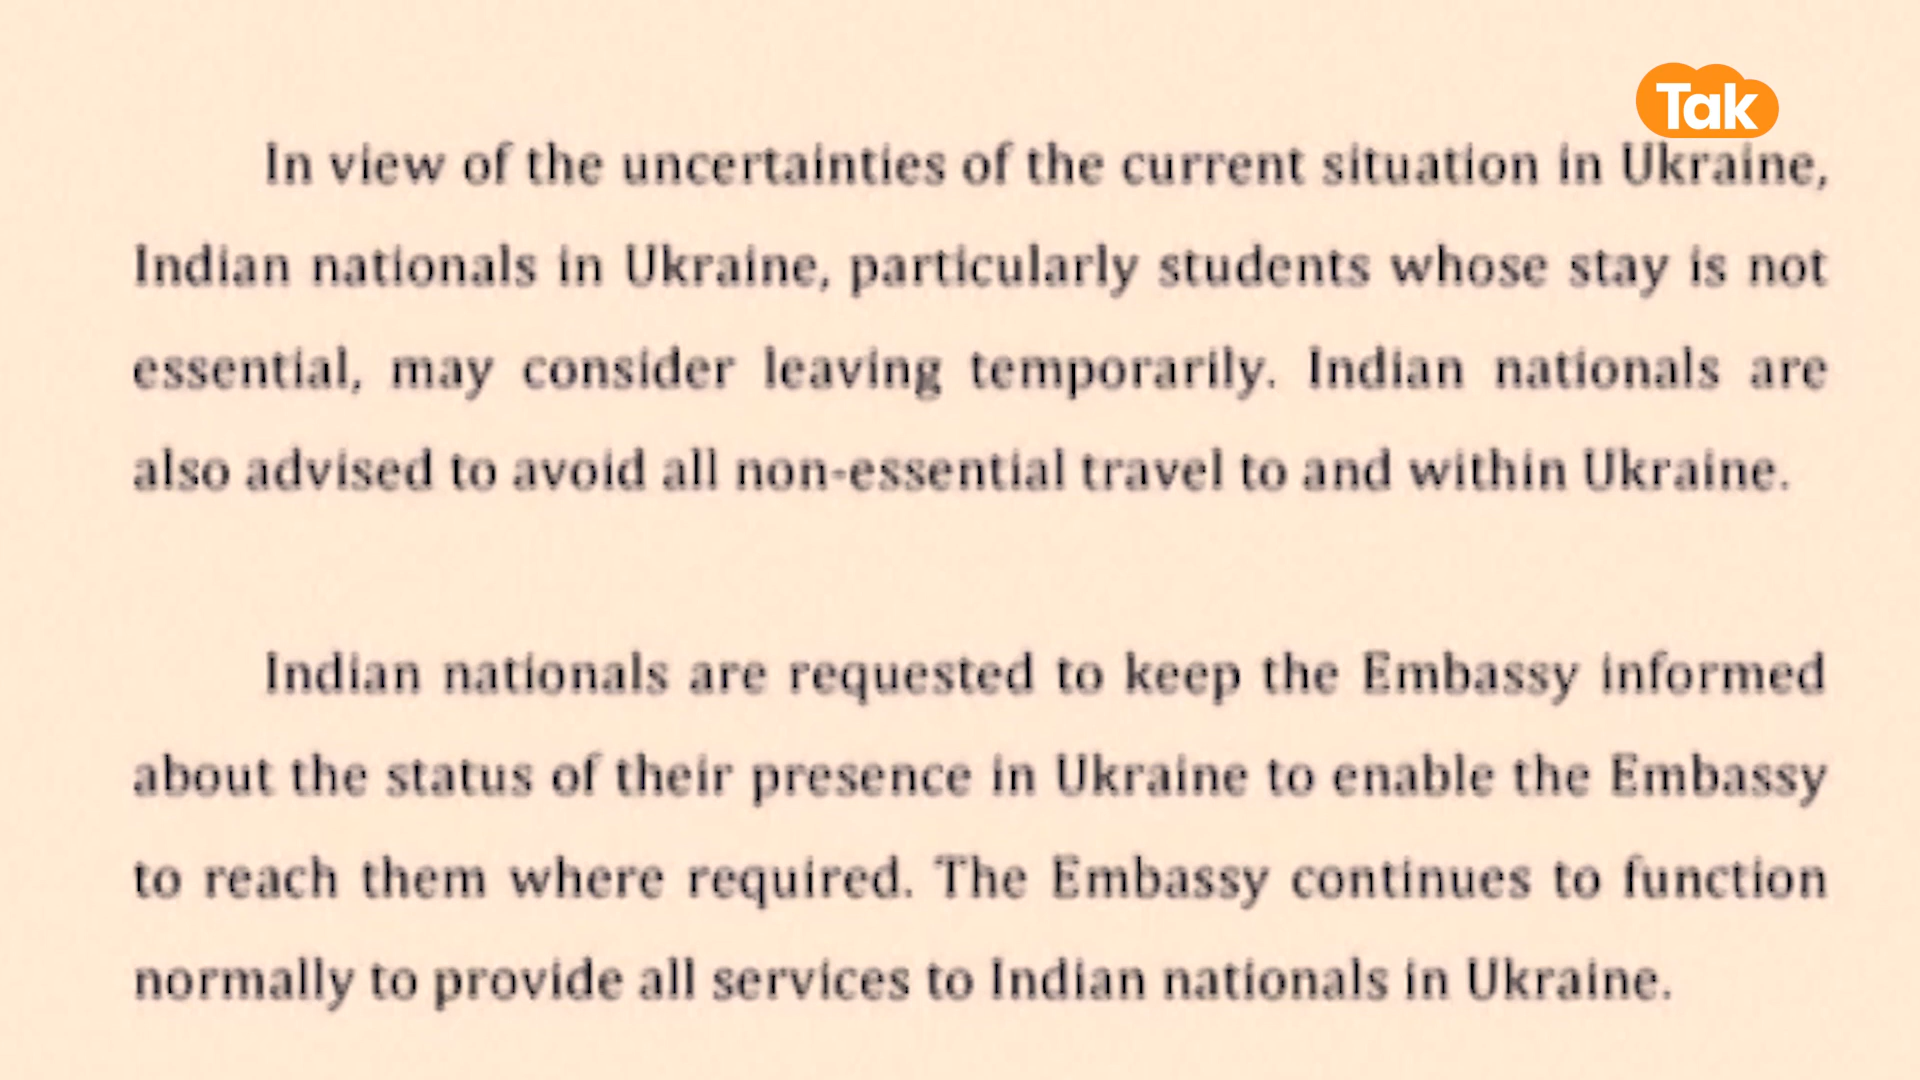 Tak
In view of the uncertainties of the current situation in Ukraine,
Indian nationals in Ukraine, particularly students whose stay is not
essential, may consider leaving temporarily. Indian nationals are
also advised to avoid all non-essential travel to and within Ukraine.
Indian nationals are requested to keep the Embassy informed
about the status of their presence in Ukraine to enable the Embassy
to reach them where required. The Embassy continues to function
normally to provide all services to Indian nationals in Ukraine.